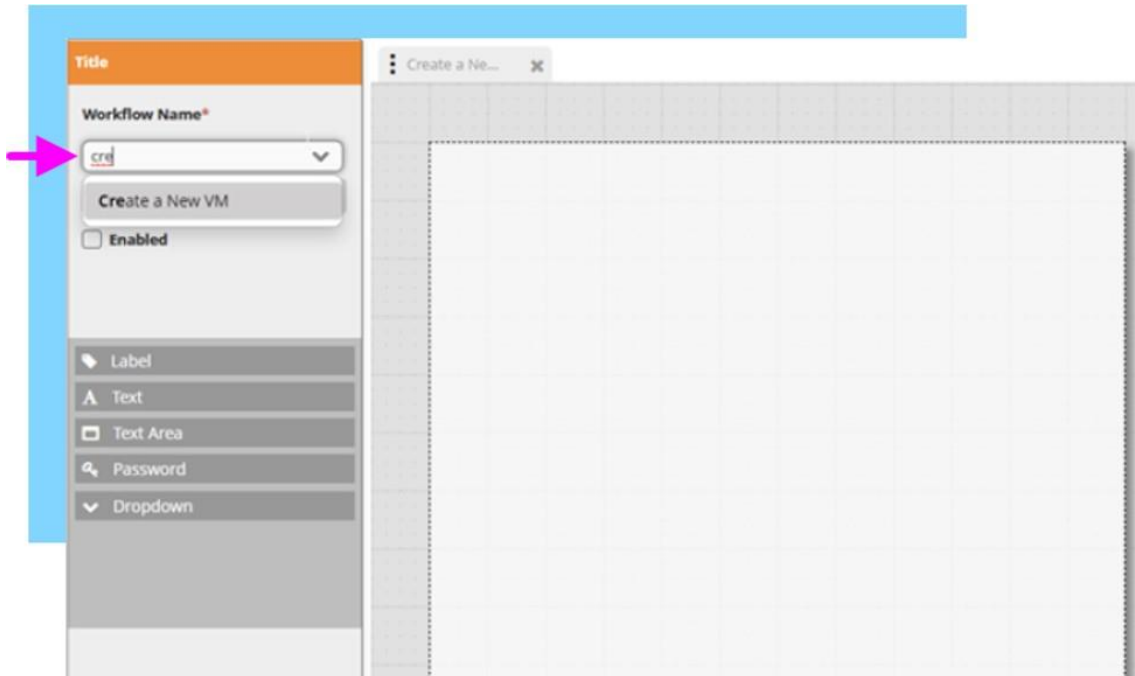 Title
Create a Ne...
Workflow Name*
cre
Create a New VM
Enabled
Label
A Text
Text Area
Password
Dropdown